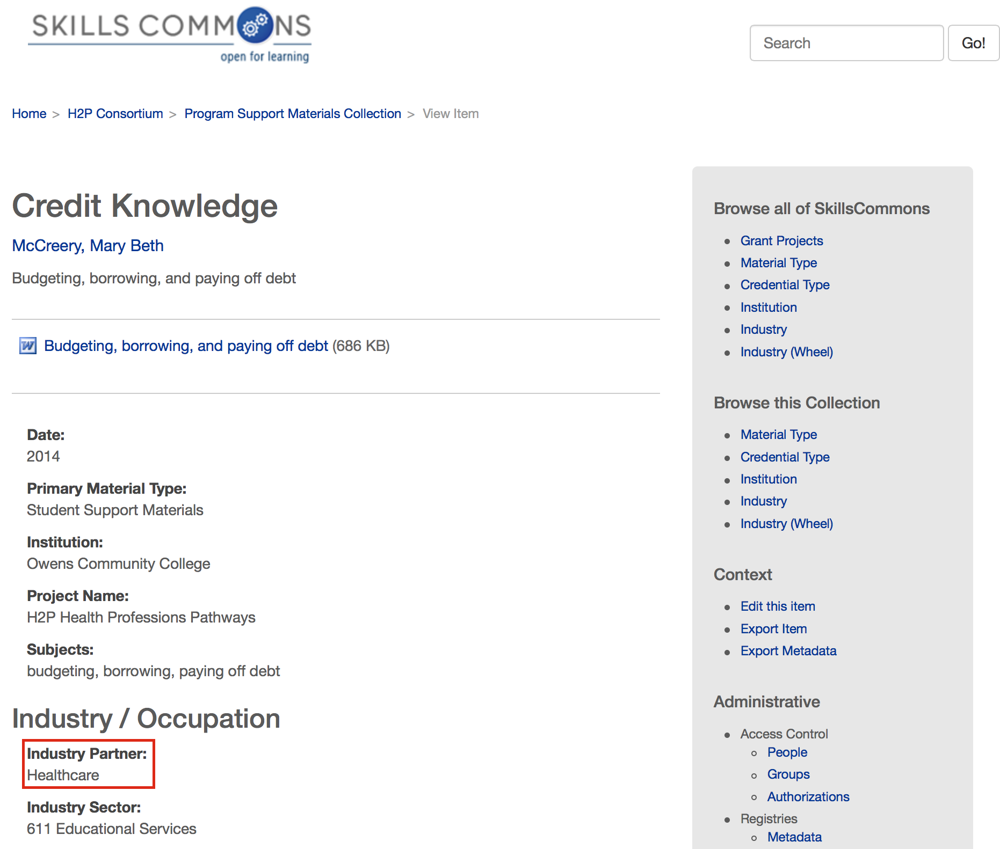 SKILLS COMMONS
open for learning
Search
Go!
Home > H2P Consortium > Program Support Materials Collection > View Item
Credit Knowledge
McCreery, Mary Beth
Budgeting, borrowing, and paying off debt
Budgeting, borrowing, and paying off debt (686 KB)
Date:
2014
Primary Material Type:
Student Support Materials
Institution:
Owens Community College
Project Name:
H2P Health Professions Pathways
Subjects:
budgeting, borrowing, paying off debt
Industry / Occupation
Industry Partner:
Healthcare
Industry Sector:
611 Educational Services
Browse all of SkillsCommons
Grant Projects
Material Type
Credential Type
Institution
Industry
Industry (Wheel)
Browse this Collection
Material Type
Credential Type
Institution
Industry
Industry (Wheel)
Context
Edit this item
Export Item
Export Metadata
Administrative
Access Control
People
Groups
Authorizations
Registries
Metadata